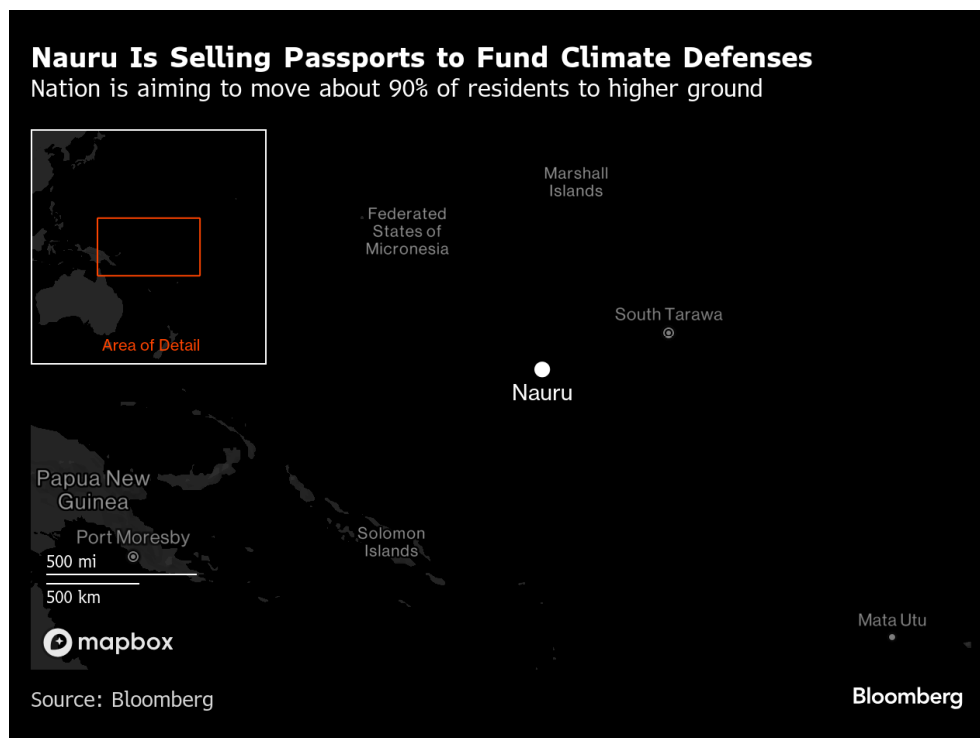 Nauru Is Selling Passports to Fund Climate Defenses
Nation is aiming to move about 90% of residents to higher ground
Marshall
Islands
Federated
States of
Micronesia
South Tarawa
Area of Detail
Nauru
Papua New
Guinea
Port Moresby
Solomon
Islands
500 mi
500 km
Mata Utu
mapbox
Source: Bloomberg
Bloomberg